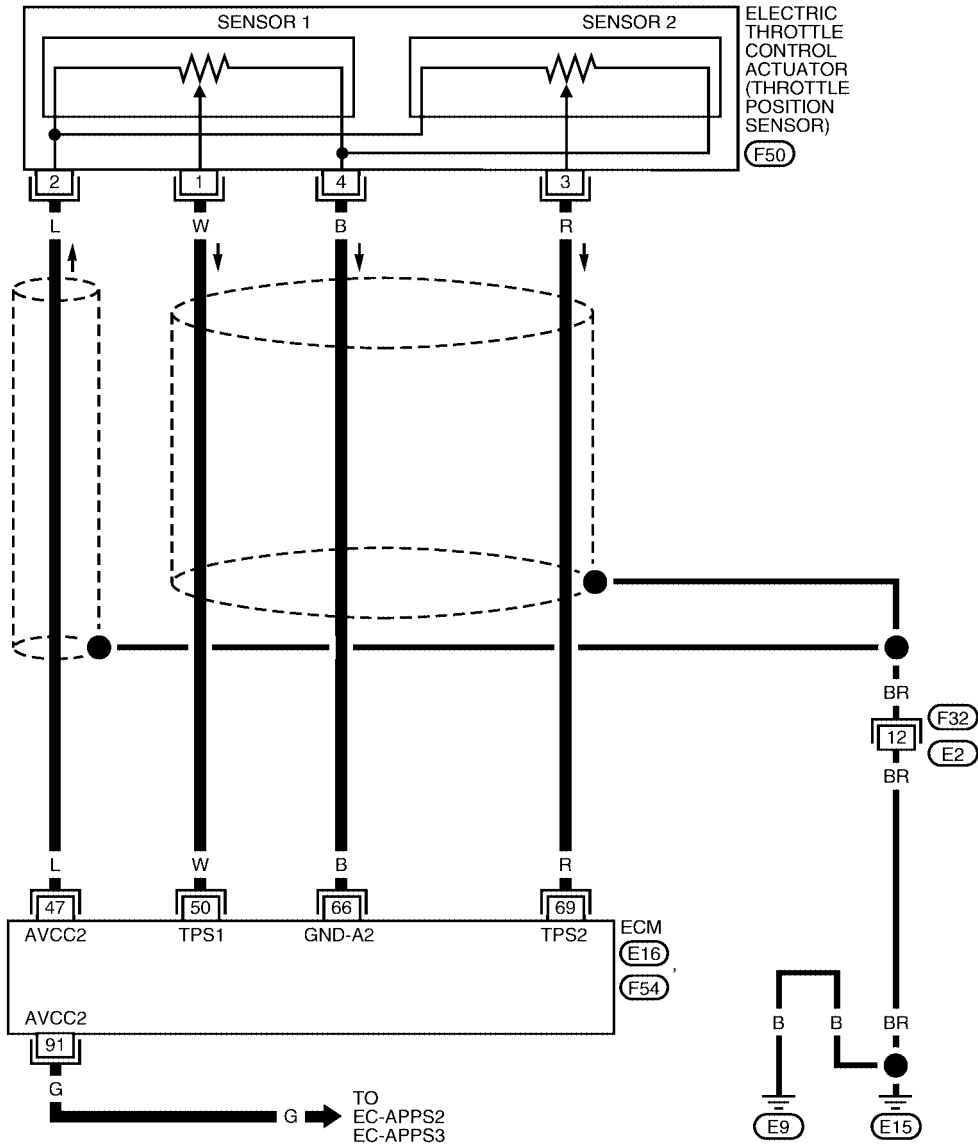 SENSOR 1
SENSOR 2
ELECTRIC
THROTTLE
CONTROL
ACTUATOR
(THROTTLE
POSITION
SENSOR)
F50
2
1
4
3
L
W
B
R
BR
F32
12
E2
BR
L
W
B
R
47
50
66
69
AVCC2
TPS1
GND-A2
TPS2
ECM
E16 ,
F54
AVCC2
91
B
B
BR
G
G
TO
EC-APPS2
EC-APPS3
E9
E15